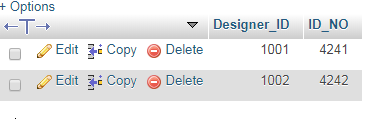 + Options
Designer_ID ID_NO
Edit Copy Delete 1001 4241
Edit Copy Delete 1002 4242